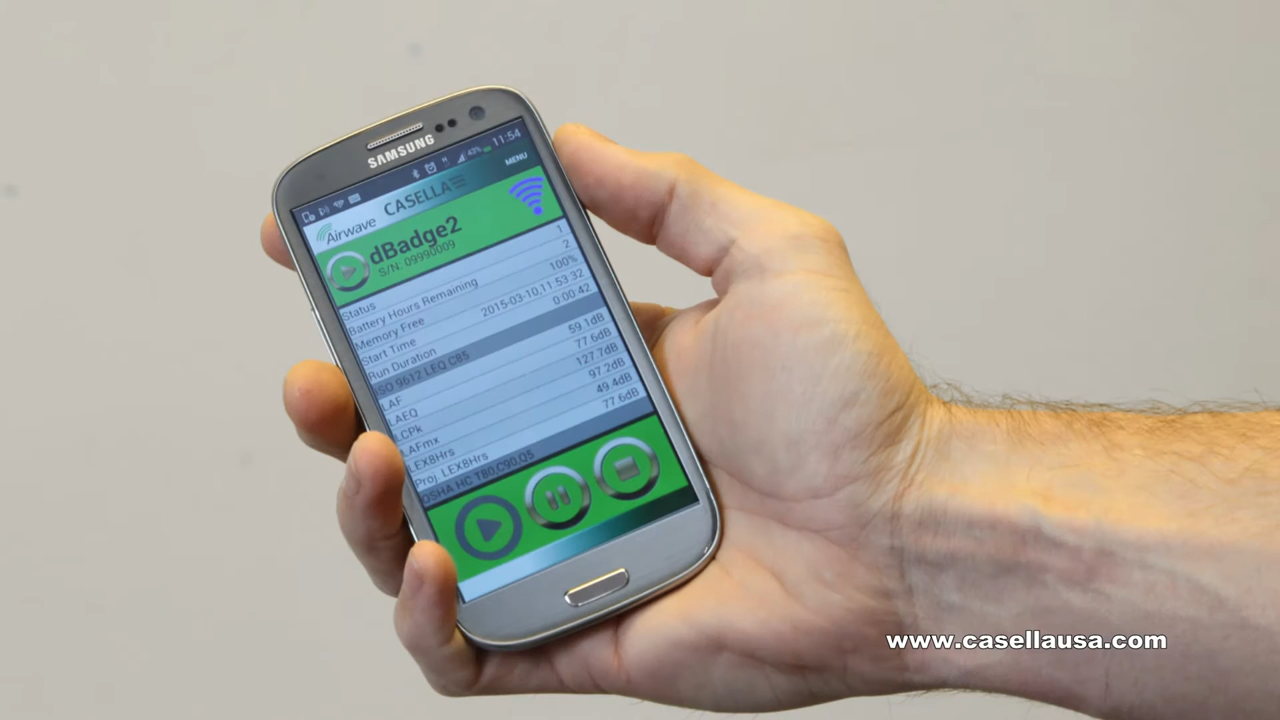 SAMSUNG
43% 11:54
Airwave CASELLA MENU
dBadge2
S/N: 09990009
Status 1
Battery Hours Remaining 2
Memory Free 100%
Start Time 2015-03-10,11 53:32
Run Duration 0:00:42
ISO 9612 LEQ C85
LAF 59.1dB
LAEQ 77.6dB
LCPk 127.7dB
LAFmx 97.2dB
LEX8Hrs 49.4dB
Proj. LEX8Hrs 77.6dB
OSHA HC T80,C90,Q5
www.casellausa.com